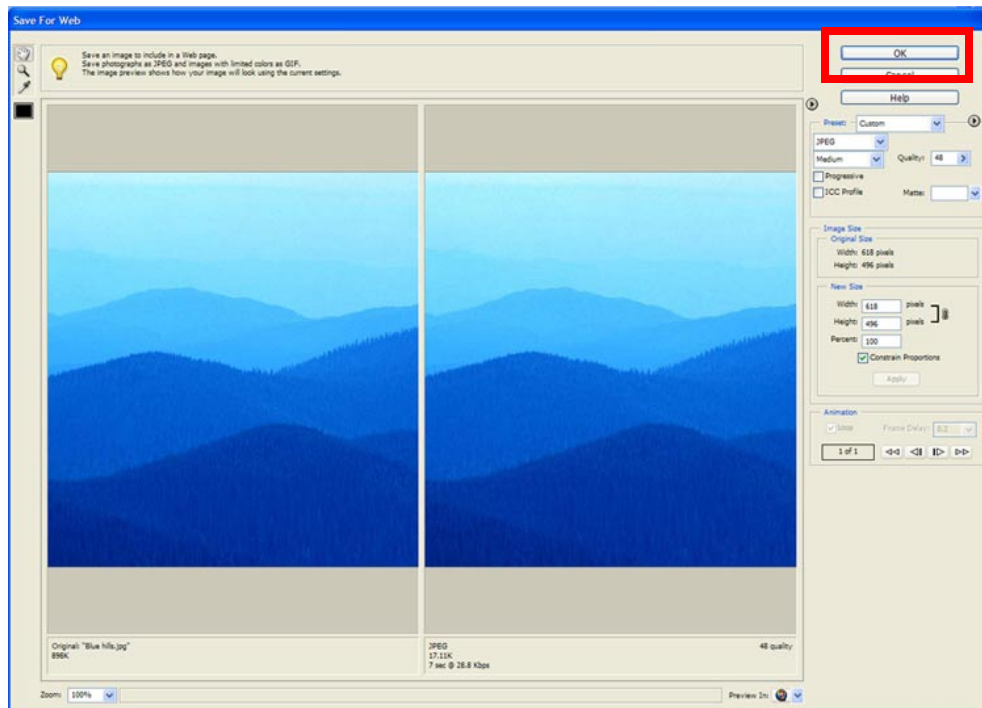 Save For Web
Save an image to include in a Web page.
Save photographs as JPEG and images with limited colors as GIF.
The image preview shows how your image will look using the current settings.
OK
Cancel
Help
Preset: Custom
JPEG
Medium Quality: 48
Progressive
ICC Profile Matte:
Image Size
Original Size
Width: 618 pixels
Height: 496 pixels
New Size
Width: 618 pixels
Height: 496 pixels
Percent: 100
Constrain Proportions
Apply
Animation
Loop Frame Delay: 0.2
1 of 1
Original: "Blue hills.jpg"
898K
JPEG 48 quality
17.11K
7 sec @ 28.8 Kbps
Zoom: 100% Preview In: